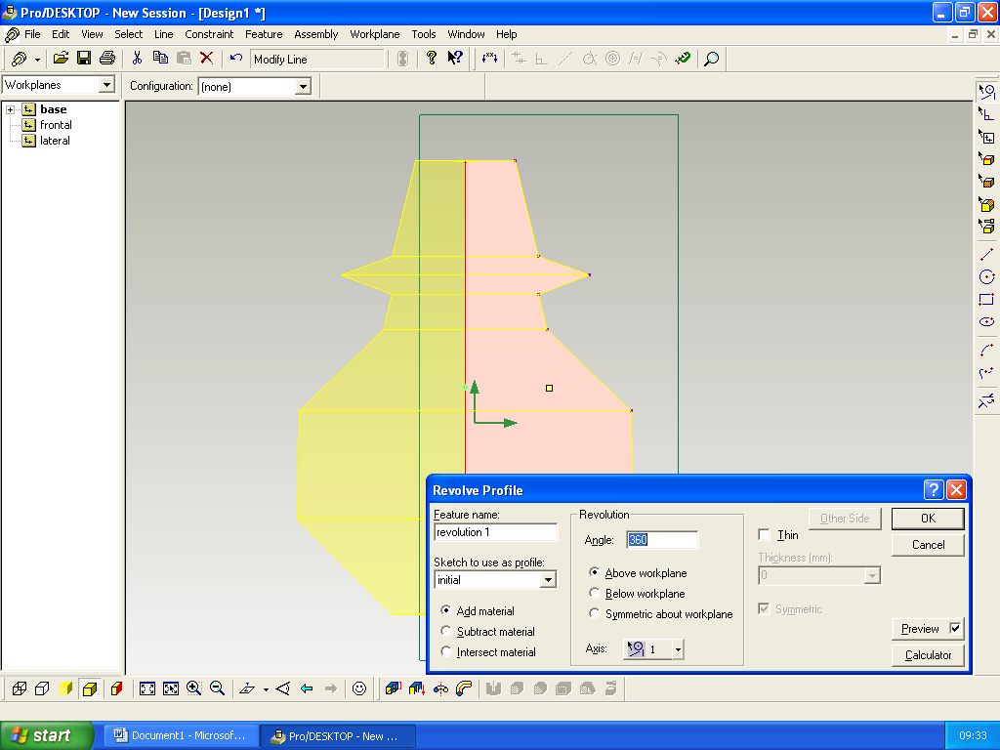 Pro/DESKTOP - New Session - [Design1 *]
File Edit View Select Line Constraint Feature Assembly Workplane Tools Window Help
Modify Line
Workplanes
Configuration: (none)
base
frontal
lateral
Revolve Profile
Feature name:
revolution 1
Sketch to use as profile:
initial
Add material
Subtract material
Intersect material
Revolution
Angle: 360
Above workplane
Below workplane
Symmetric about workplane
Axis: 1
Other Side
Thin
Thickness (mm):
0
Symmetric
OK
Cancel
Preview
Calculator
start
Document1 - Microsof...
Pro/DESKTOP - New ...
09:33